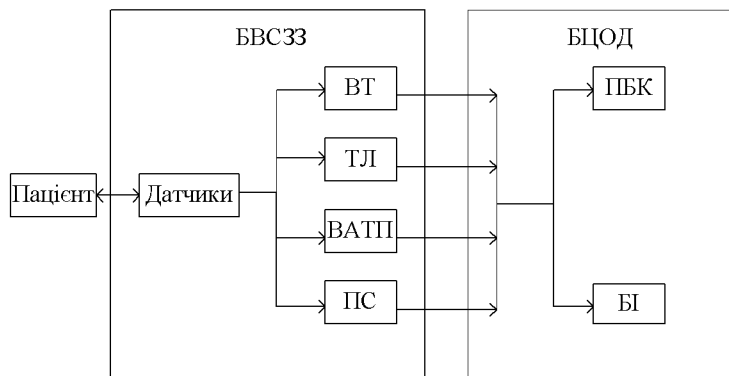 БВСЗЗ
БЦОД
ВТ
ПБК
ТЛ
Пацієнт
Датчики
ВАТП
ПС
БІ